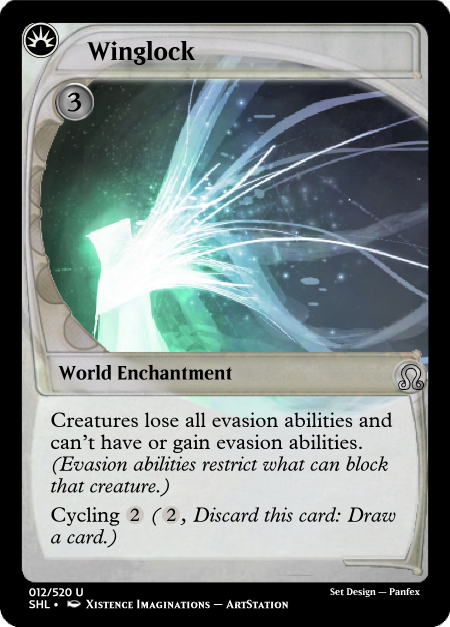 Winglock
3
World Enchantment
Creatures lose all evasion abilities and
can't have or gain evasion abilities.
(Evasion abilities restrict what can block
that creature.)
Cycling 2 ( 2, Discard this card: Draw
a card.)
012/520 U
SHL • Xistence Imaginations — ArtStation
Set Design — Panfex